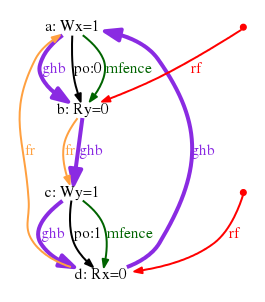 a: Wx=1
ghb po:0 mfence rf
b: Ry=0
fr fr ghb ghb
c: Wy=1
ghb po:1 mfence rf
d: Rx=0